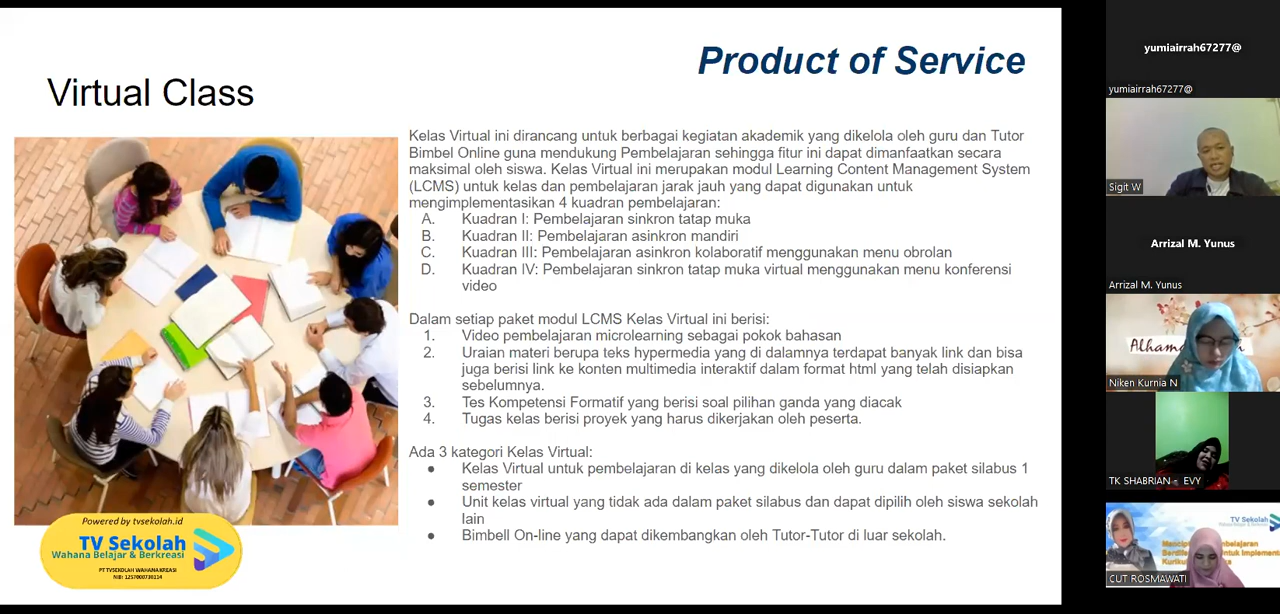 Product of Service
Virtual Class
Kelas Virtual ini dirancang untuk berbagai kegiatan akademik yang dikelola oleh guru dan Tutor
Bimbel Online guna mendukung Pembelajaran sehingga fitur ini dapat dimanfaatkan secara
maksimal oleh siswa. Kelas Virtual ini merupakan modul Learning Content Management System
(LCMS) untuk kelas dan pembelajaran jarak jauh yang dapat digunakan untuk
mengimplementasikan 4 kuadran pembelajaran:
A. Kuadran I: Pembelajaran sinkron tatap muka
B. Kuadran II: Pembelajaran asinkron mandiri
C. Kuadran III: Pembelajaran asinkron kolaboratif menggunakan menu obrolan
D. Kuadran IV: Pembelajaran sinkron tatap muka virtual menggunakan menu konferensi
video
Dalam setiap paket modul LCMS Kelas Virtual ini berisi:
1. Video pembelajaran microlearning sebagai pokok bahasan
2. Uraian materi berupa teks hypermedia yang di dalamnya terdapat banyak link dan bisa
juga berisi link ke konten multimedia interaktif dalam format html yang telah disiapkan
sebelumnya.
3. Tes Kompetensi Formatif yang berisi soal pilihan ganda yang diacak
4. Tugas kelas berisi proyek yang harus dikerjakan oleh peserta.
Ada 3 kategori Kelas Virtual:
● Kelas Virtual untuk pembelajaran di kelas yang dikelola oleh guru dalam paket silabus 1
semester
● Unit kelas virtual yang tidak ada dalam paket silabus dan dapat dipilih oleh siswa sekolah
lain
● Bimbell On-line yang dapat dikembangkan oleh Tutor-Tutor di luar sekolah.
Powered by tvsekolah.id
TV Sekolah
Wahana Belajar & Berkreasi
PT TVSEKOLAH WAHANA KREASI
NIB: 1257000730114
yumiairrah67277@
yumiairrah67277@
Sigit W
Arrizal M. Yunus
Arrizal M. Yunus
Niken Kurnia N
TK SHABRIAN - EVY
TV Sekolah
CUT ROSMAWATI